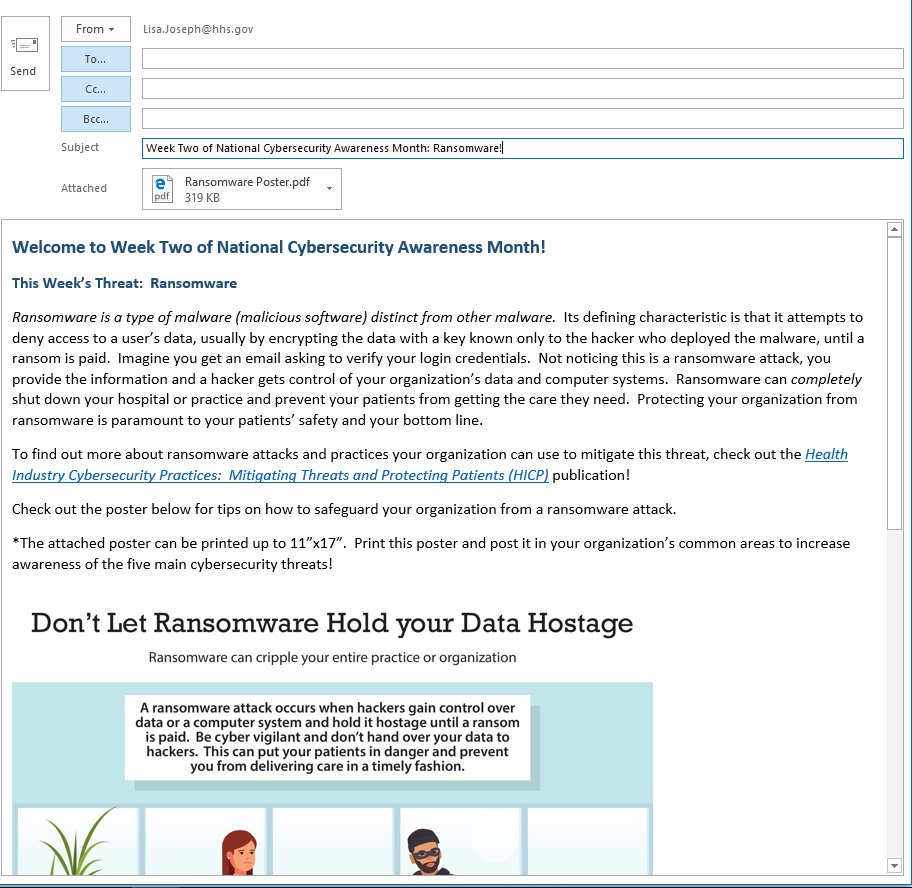 From
Lisa.Joseph@hhs.gov
Send
To...
Cc...
Bcc...
Subject
Week Two of National Cybersecurity Awareness Month: Ransomware!
Attached
pdf
Ransomware Poster.pdf
319 KB
Welcome to Week Two of National Cybersecurity Awareness Month!
This Week's Threat:  Ransomware
Ransomware is a type of malware (malicious software) distinct from other malware.  Its defining characteristic is that it attempts to
deny access to a user's data, usually by encrypting the data with a key known only to the hacker who deployed the malware, until a
ransom is paid.  Imagine you get an email asking to verify your login credentials.  Not noticing this is a ransomware attack, you
provide the information and a hacker gets control of your organization's data and computer systems.  Ransomware can completely
shut down your hospital or practice and prevent your patients from getting the care they need.  Protecting your organization from
ransomware is paramount to your patients' safety and your bottom line.
To find out more about ransomware attacks and practices your organization can use to mitigate this threat, check out the Health
Industry Cybersecurity Practices:  Mitigating Threats and Protecting Patients (HICP) publication!
Check out the poster below for tips on how to safeguard your organization from a ransomware attack.
*The attached poster can be printed up to 11”x17”.  Print this poster and post it in your organization's common areas to increase
awareness of the five main cybersecurity threats!
Don't Let Ransomware Hold your Data Hostage
Ransomware can cripple your entire practice or organization
A ransomware attack occurs when hackers gain control over
data or a computer system and hold it hostage until a ransom
is paid.  Be cyber vigilant and don't hand over your data to
hackers.  This can put your patients in danger and prevent
you from delivering care in a timely fashion.